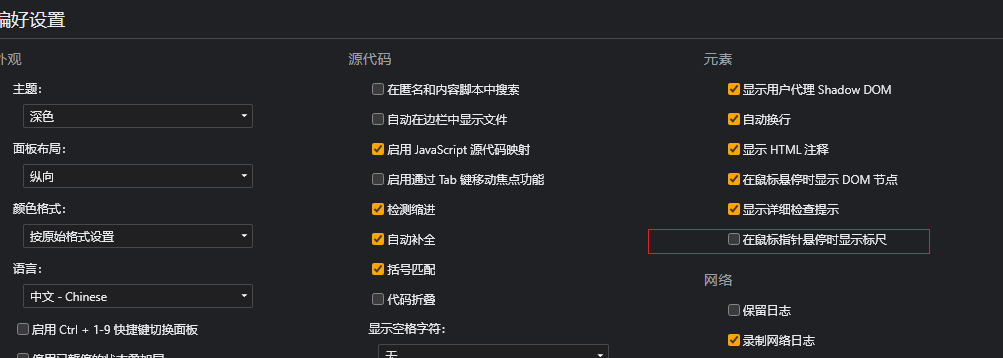 偏好设置
外观
主题：
深色
面板布局：
纵向
颜色格式：
按原始格式设置
语言：
中文 - Chinese
启用 Ctrl + 1-9 快捷键切换面板
源代码
在匿名和内容脚本中搜索
自动在边栏中显示文件
启用 JavaScript 源代码映射
启用通过 Tab 键移动焦点功能
检测缩进
自动补全
括号匹配
代码折叠
显示空格字符：
无
元素
显示用户代理 Shadow DOM
自动换行
显示 HTML 注释
在鼠标悬停时显示 DOM 节点
显示详细检查提示
在鼠标指针悬停时显示标尺
网络
保留日志
录制网络日志